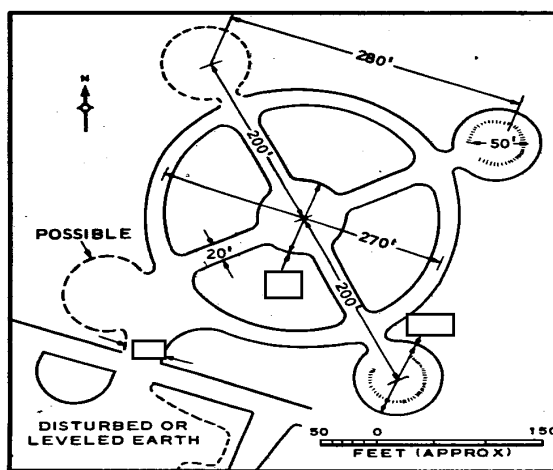 N
280'
50'
200'
270'
20'
POSSIBLE
200'
DISTURBED OR
LEVELED EARTH
50 0 150
FEET (APPROX)